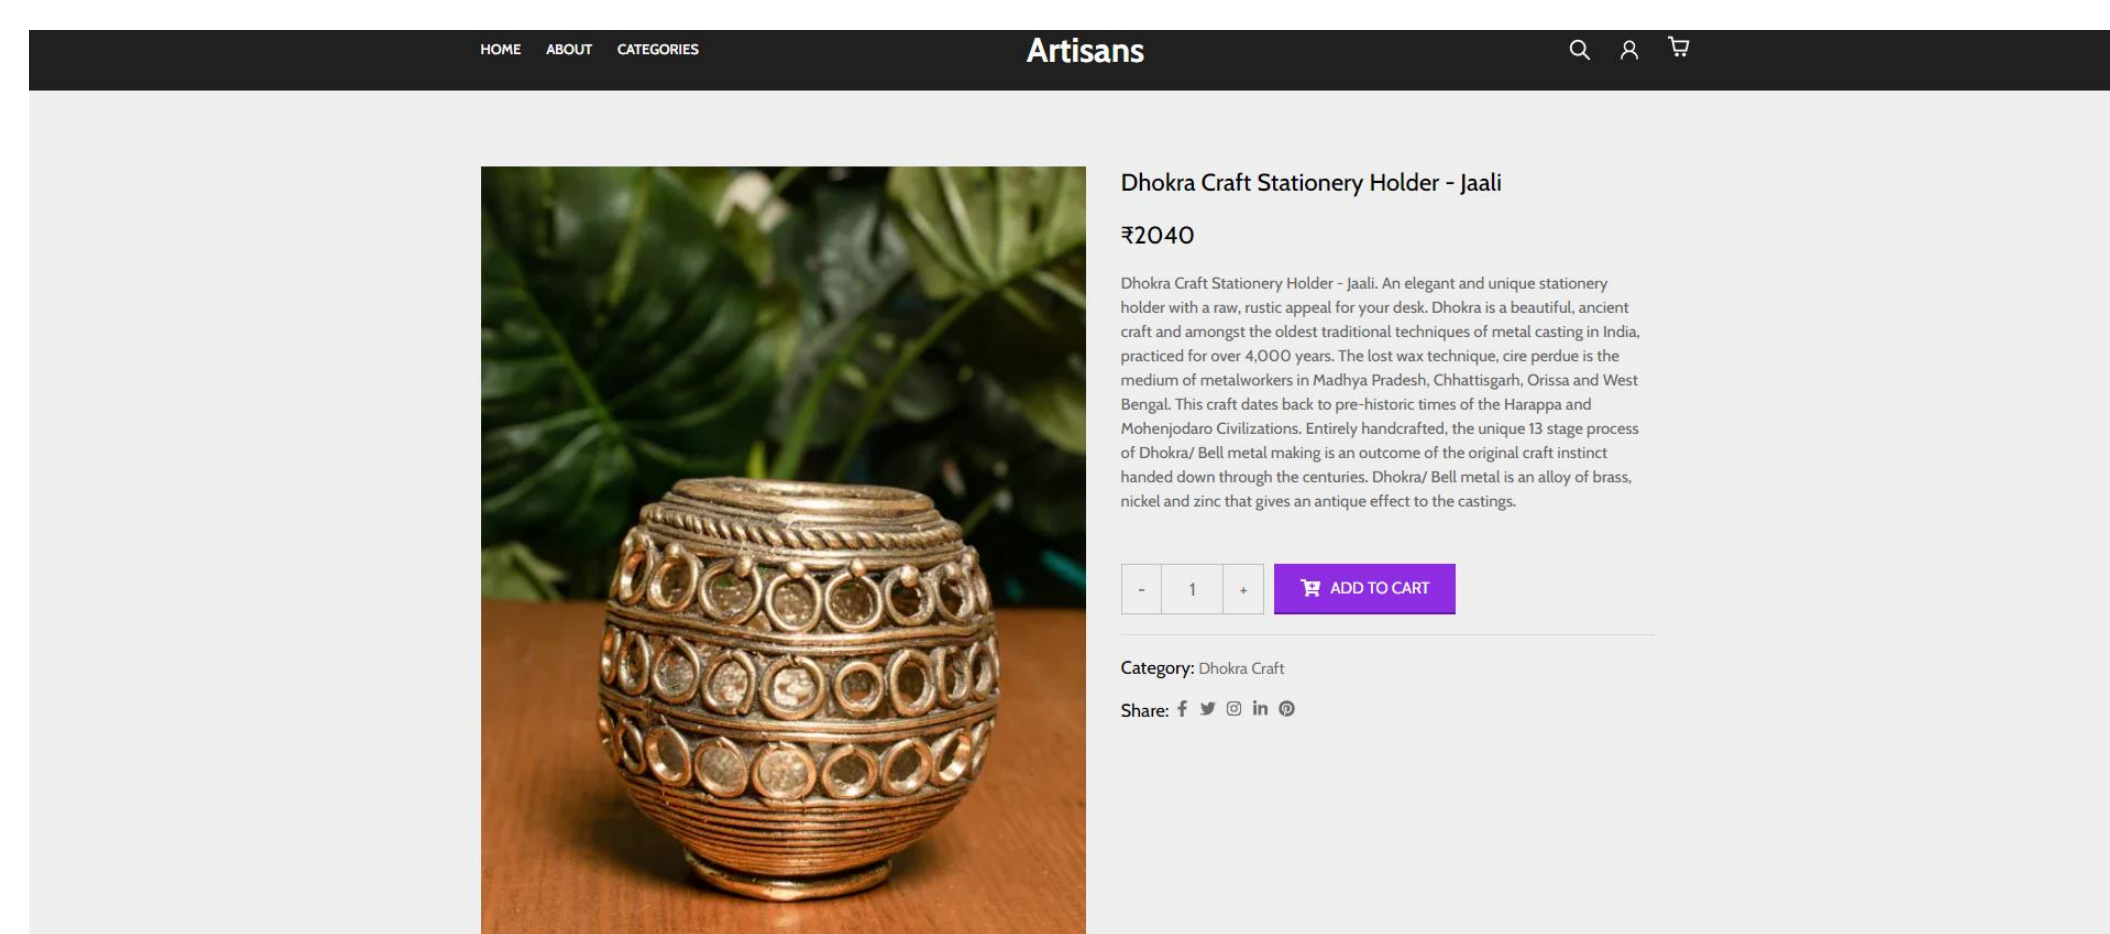 HOME ABOUT CATEGORIES
Artisans
Dhokra Craft Stationery Holder - Jaali
₹2040
Dhokra Craft Stationery Holder - Jaali. An elegant and unique stationery
holder with a raw, rustic appeal for your desk. Dhokra is a beautiful, ancient
craft and amongst the oldest traditional techniques of metal casting in India,
practiced for over 4,000 years. The lost wax technique, cire perdue is the
medium of metalworkers in Madhya Pradesh, Chhattisgarh, Orissa and West
Bengal. This craft dates back to pre-historic times of the Harappa and
Mohenjodaro Civilizations. Entirely handcrafted, the unique 13 stage process
of Dhokra/ Bell metal making is an outcome of the original craft instinct
handed down through the centuries. Dhokra/ Bell metal is an alloy of brass,
nickel and zinc that gives an antique effect to the castings.
- 1 + ADD TO CART
Category: Dhokra Craft
Share: